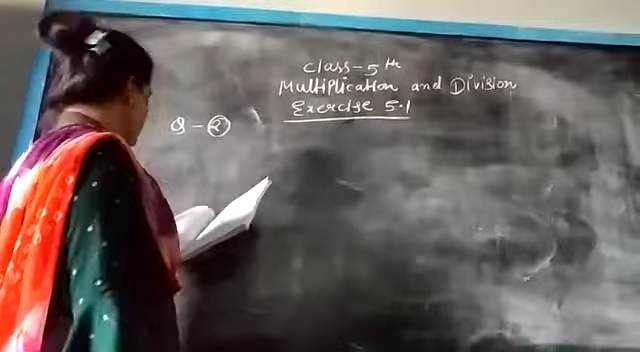 Class-5th
Multiplication and Division
Exercise 5.1
Q-②